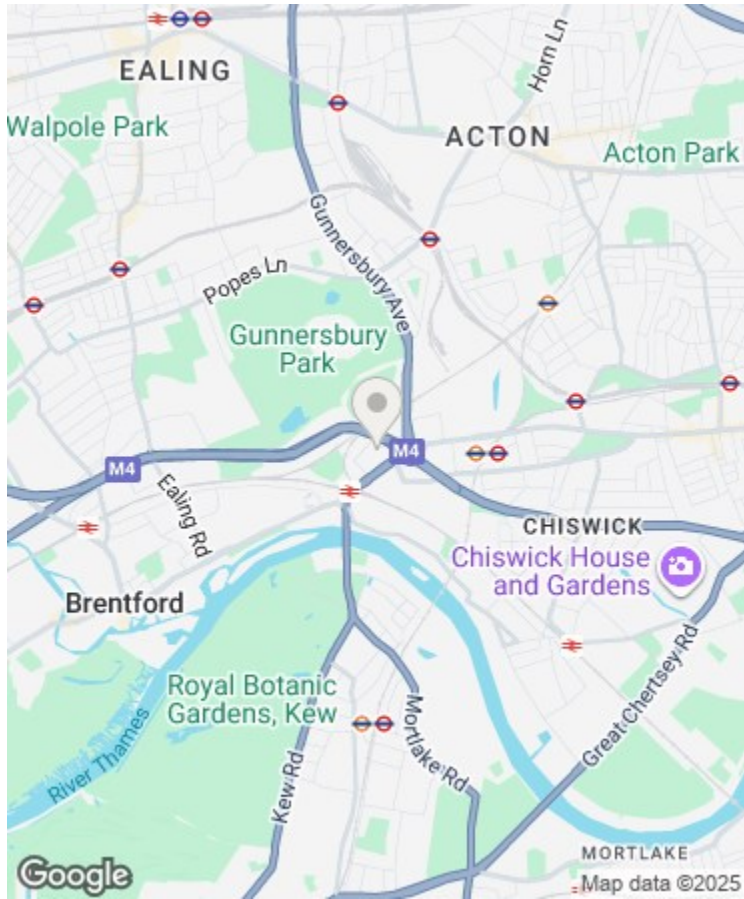 EALING
Horn Ln
Walpole Park
ACTON
Acton Park
Gunnersbury Ave
Popes Ln
Gunnersbury
Park
M4
M4
Ealing Rd
CHISWICK
Chiswick House
and Gardens
Brentford
Royal Botanic
Gardens, Kew
River Thames
Kew Rd
Mortlake Rd
Great Chertsey Rd
MORTLAKE
Google
Map data ©2025